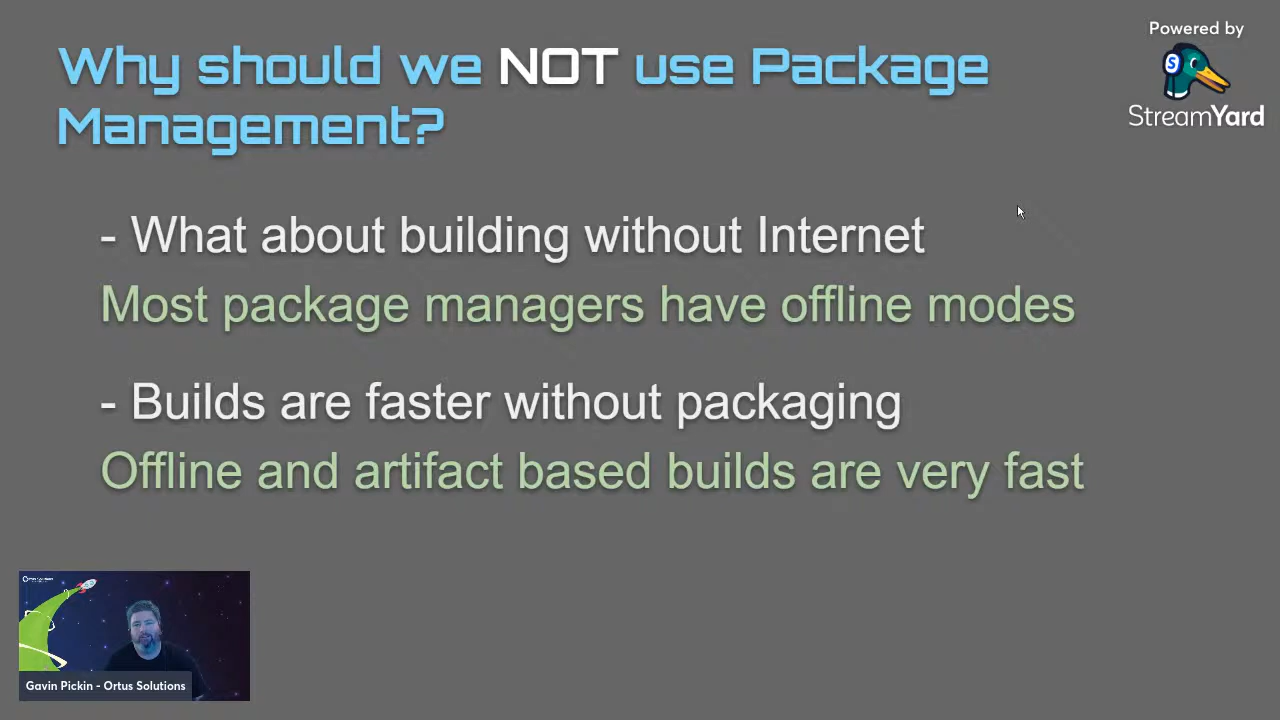 Why should we NOT use Package
Management?
Powered by
S
StreamYard
- What about building without Internet
Most package managers have offline modes
- Builds are faster without packaging
Offline and artifact based builds are very fast
Gavin Pickin - Ortus Solutions